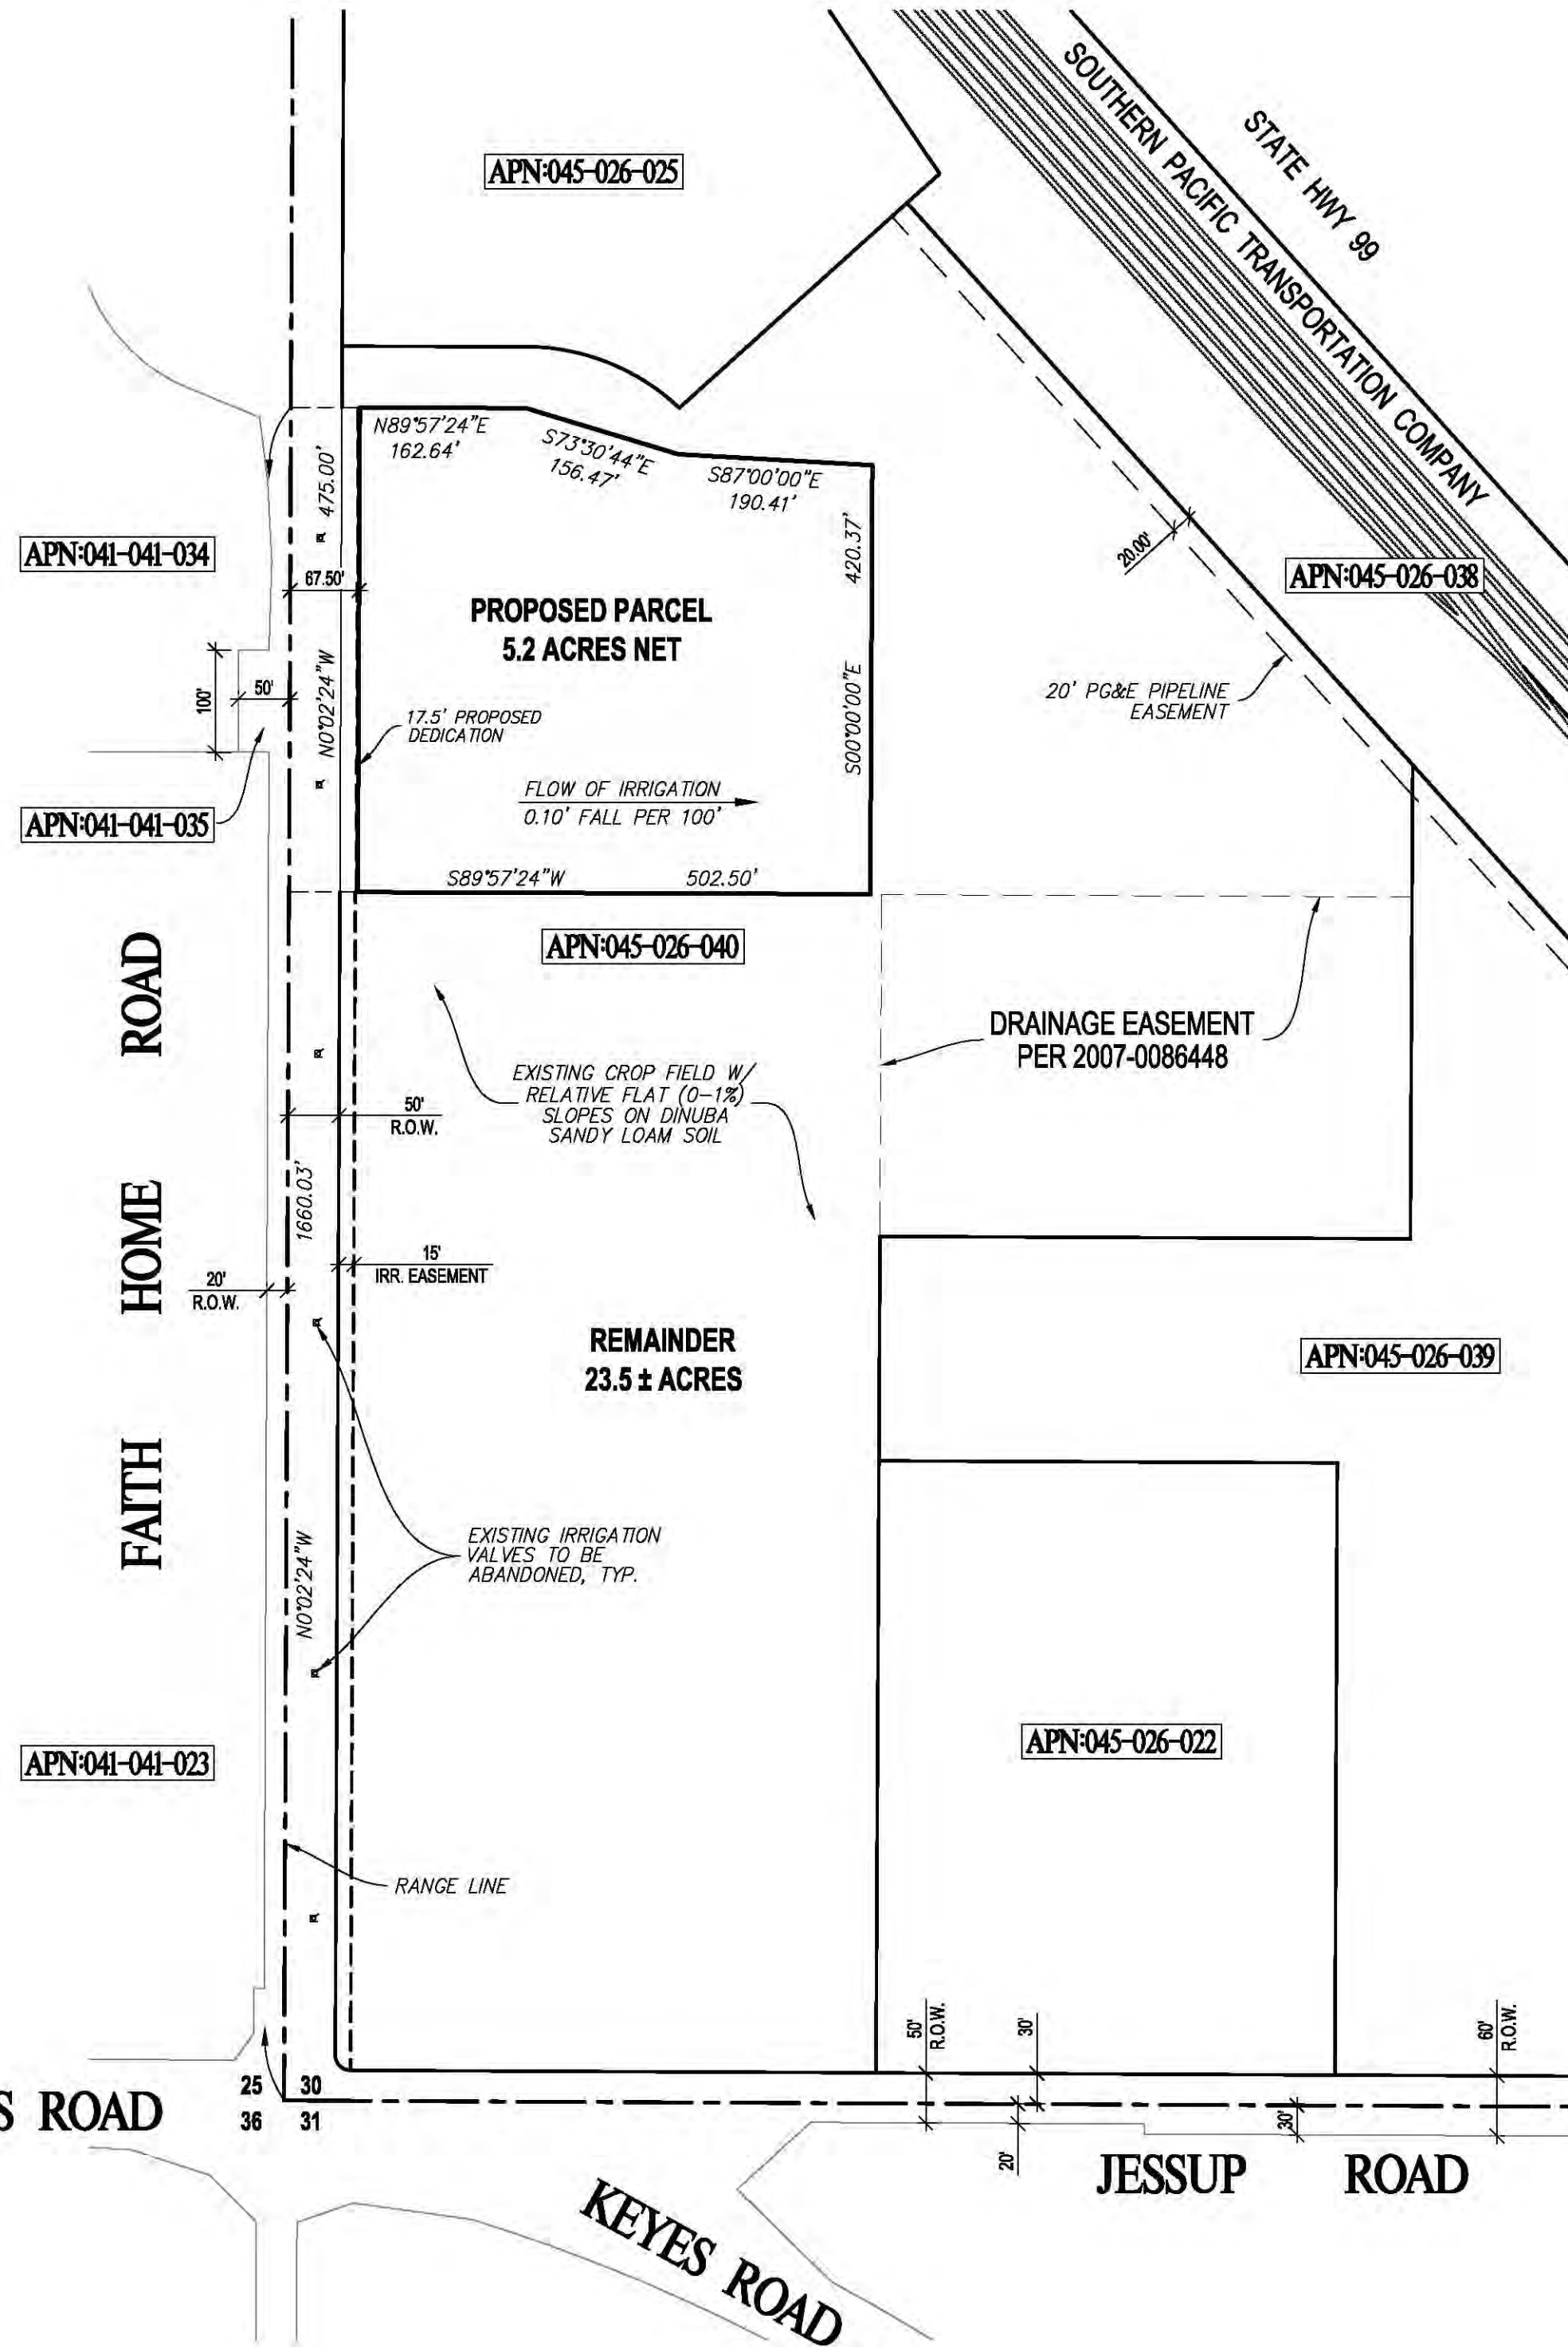 SOUTHERN PACIFIC TRANSPORTATION COMPANY
STATE HWY 99
APN:045-026-025
N89°57'24"E
162.64'
S73°30'44"E
156.47'
S87°00'00"E
190.41'
475.00'
N0°02'24"W
420.37'
S00°00'00"E
APN:041-041-034
67.50'
PROPOSED PARCEL
5.2 ACRES NET
20.00'
APN:045-026-038
100'
50'
17.5' PROPOSED
DEDICATION
20' PG&E PIPELINE
EASEMENT
FLOW OF IRRIGATION
0.10' FALL PER 100'
APN:041-041-035
S89°57'24"W
502.50'
APN:045-026-040
DRAINAGE EASEMENT
PER 2007-0086448
EXISTING CROP FIELD W/
RELATIVE FLAT (0-1%)
SLOPES ON DINUBA
SANDY LOAM SOIL
50'
R.O.W.
1660.03'
N0°02'24"W
15'
IRR. EASEMENT
20'
R.O.W.
FAITH HOME ROAD
REMAINDER
23.5 ± ACRES
APN:045-026-039
EXISTING IRRIGATION
VALVES TO BE
ABANDONED, TYP.
APN:045-026-022
APN:041-041-023
RANGE LINE
50'
R.O.W.
30'
60'
R.O.W.
25 30
36 31
S ROAD
20'
30'
JESSUP ROAD
KEYES ROAD